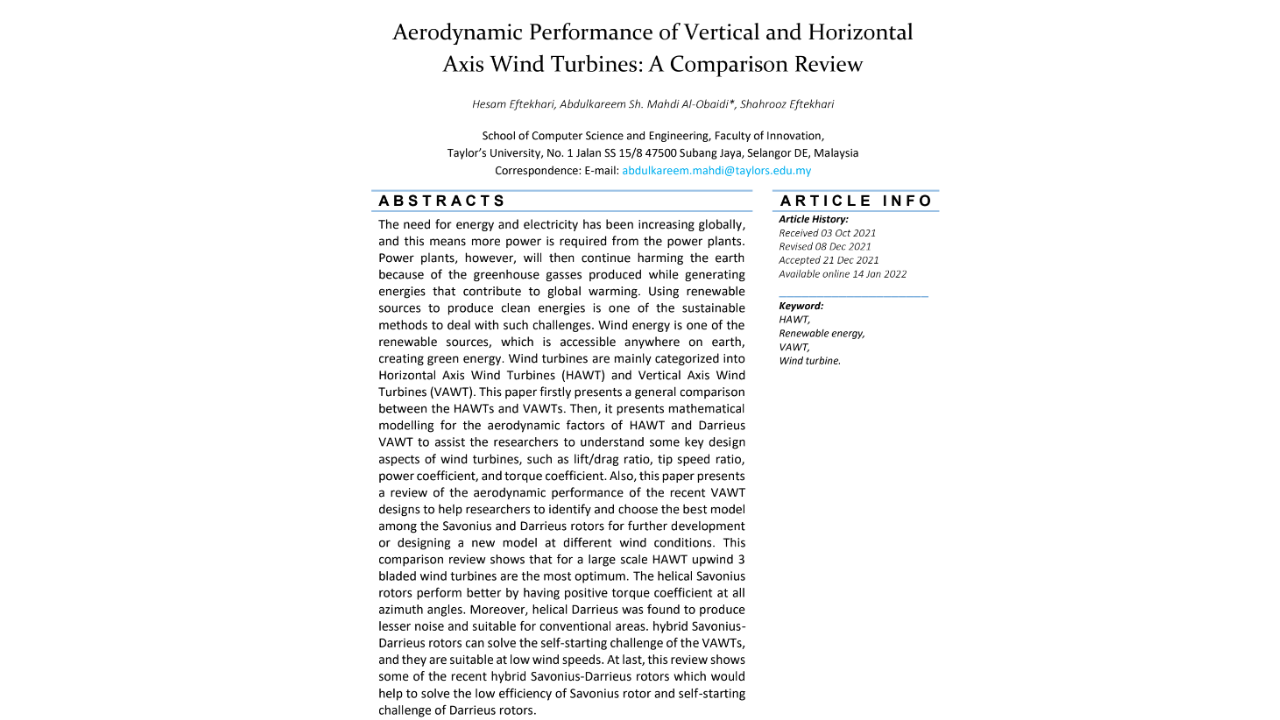 Aerodynamic Performance of Vertical and Horizontal
Axis Wind Turbines: A Comparison Review
Hesam Eftekhari, Abdulkareem Sh. Mahdi Al-Obaidi*, Shahrooz Eftekhari
School of Computer Science and Engineering, Faculty of Innovation,
Taylor’s University, No. 1 Jalan SS 15/8 47500 Subang Jaya, Selangor DE, Malaysia
Correspondence: E-mail: abdulkareem.mahdi@taylors.edu.my
ABSTRACTS
The need for energy and electricity has been increasing globally,
and this means more power is required from the power plants.
Power plants, however, will then continue harming the earth
because of the greenhouse gasses produced while generating
energies that contribute to global warming. Using renewable
sources to produce clean energies is one of the sustainable
methods to deal with such challenges. Wind energy is one of the
renewable sources, which is accessible anywhere on earth,
creating green energy. Wind turbines are mainly categorized into
Horizontal Axis Wind Turbines (HAWT) and Vertical Axis Wind
Turbines (VAWT). This paper firstly presents a general comparison
between the HAWTs and VAWTs. Then, it presents mathematical
modelling for the aerodynamic factors of HAWT and Darrieus
VAWT to assist the researchers to understand some key design
aspects of wind turbines, such as lift/drag ratio, tip speed ratio,
power coefficient, and torque coefficient. Also, this paper presents
a review of the aerodynamic performance of the recent VAWT
designs to help researchers to identify and choose the best model
among the Savonius and Darrieus rotors for further development
or designing a new model at different wind conditions. This
comparison review shows that for a large scale HAWT upwind 3
bladed wind turbines are the most optimum. The helical Savonius
rotors perform better by having positive torque coefficient at all
azimuth angles. Moreover, helical Darrieus was found to produce
lesser noise and suitable for conventional areas. hybrid Savonius-
Darrieus rotors can solve the self-starting challenge of the VAWTs,
and they are suitable at low wind speeds. At last, this review shows
some of the recent hybrid Savonius-Darrieus rotors which would
help to solve the low efficiency of Savonius rotor and self-starting
challenge of Darrieus rotors.
ARTICLE INFO
Article History:
Received 03 Oct 2021
Revised 08 Dec 2021
Accepted 21 Dec 2021
Available online 14 Jan 2022
Keyword:
HAWT,
Renewable energy,
VAWT,
Wind turbine.